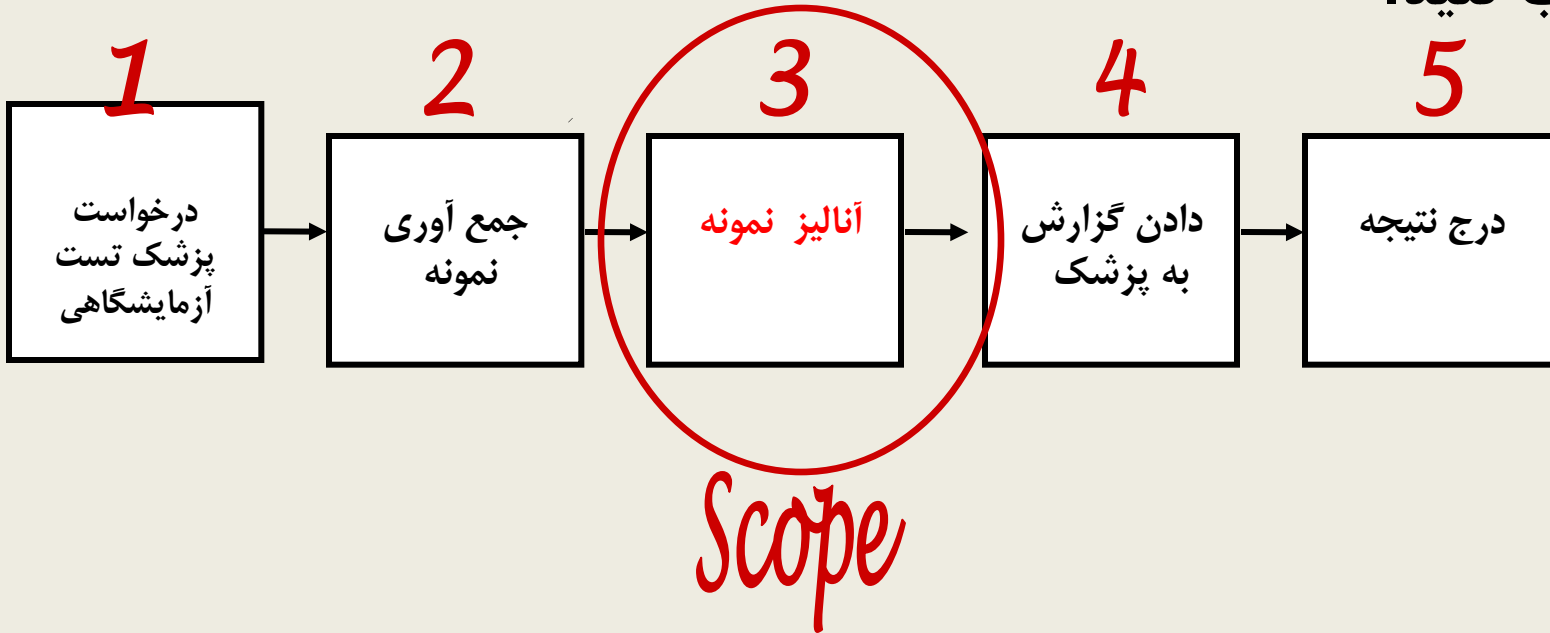 1
2
3
4
5
درخواست
پزشک تست
آزمایشگاهی
جمع آوری
نمونه
آنالیز نمونه
دادن گزارش
به پزشک
درج نتیجه
Scope